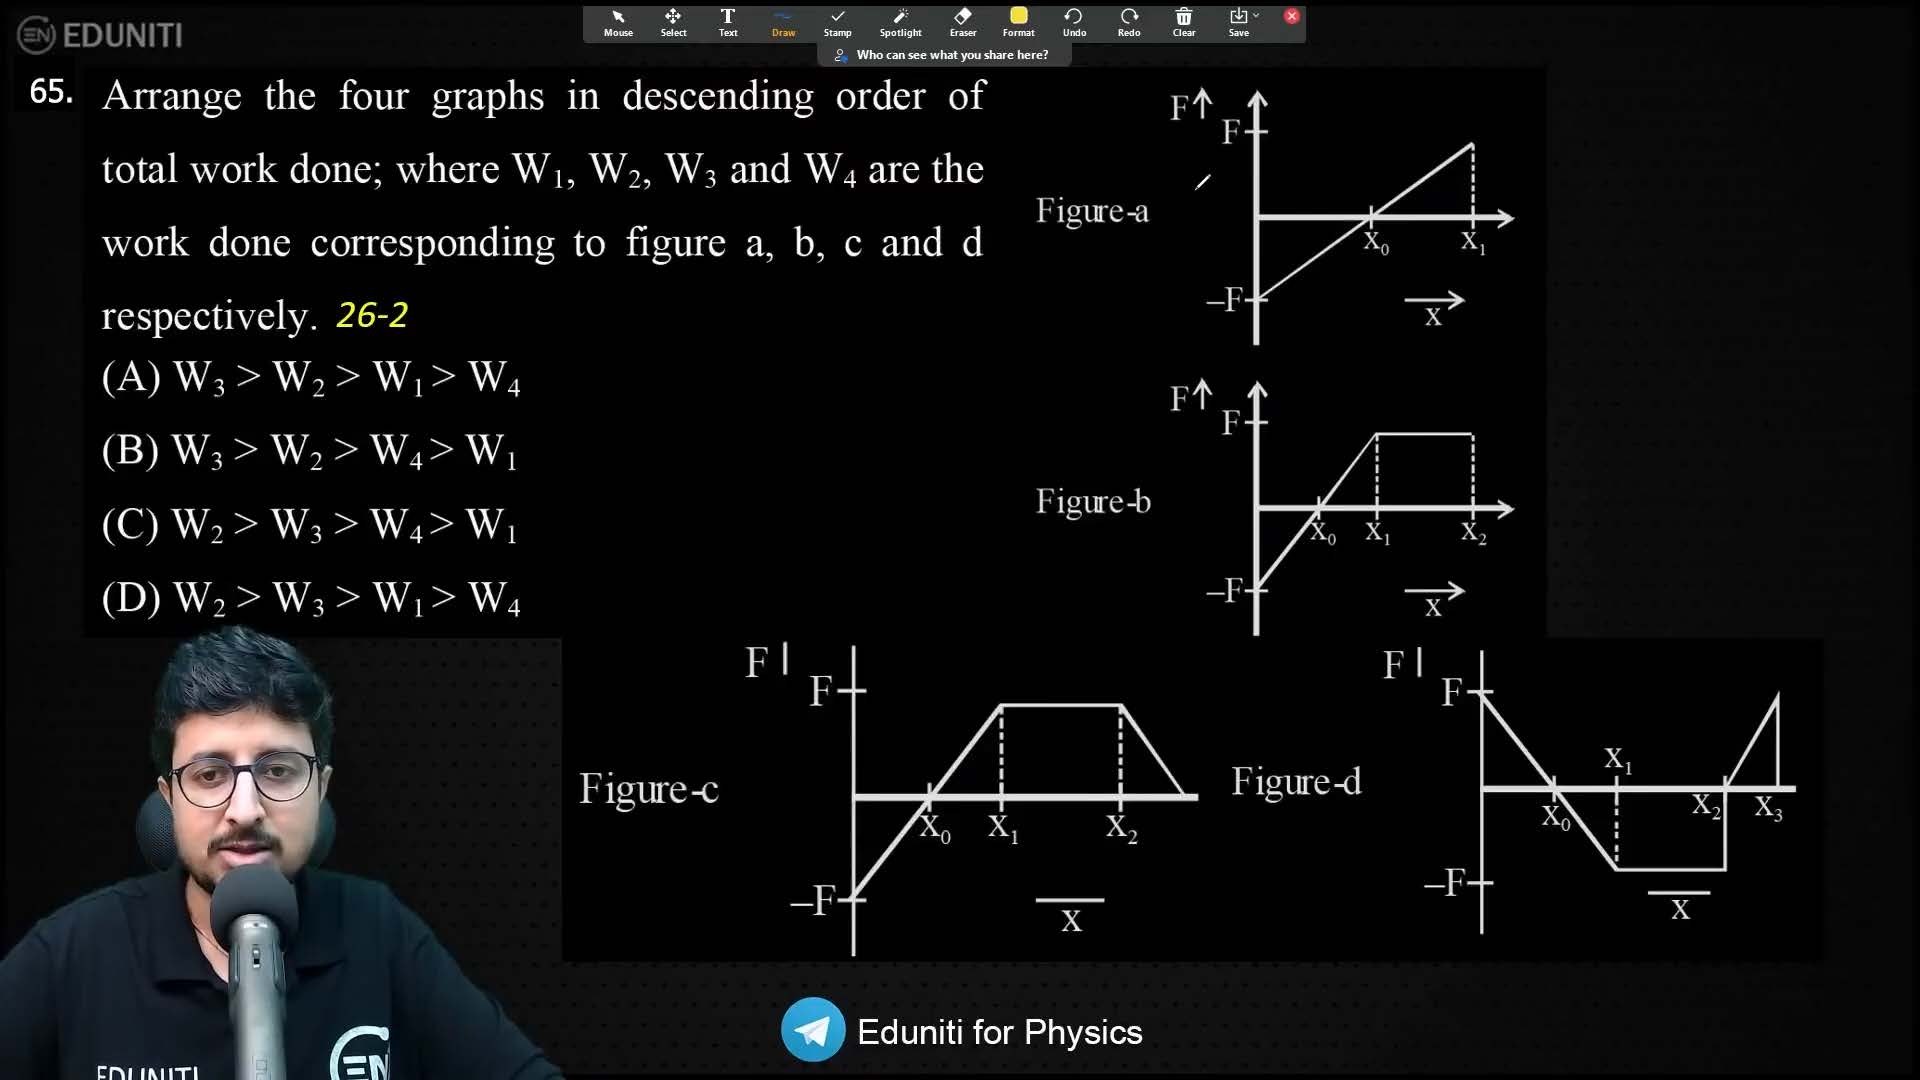 EDUNITI
Mouse Select Text Draw Stamp Spotlight Eraser Format Undo Redo Clear Save
Who can see what you share here?
65. Arrange the four graphs in descending order of
total work done; where W₁, W₂, W₃ and W₄ are the
work done corresponding to figure a, b, c and d
respectively. 26-2
(A) W₃ > W₂ > W₁ > W₄
(B) W₃ > W₂ > W₄ > W₁
(C) W₂ > W₃ > W₄ > W₁
(D) W₂ > W₃ > W₁ > W₄
F↑
F
Figure-a
X₀ X₁
–F
x
F↑
F
Figure-b
X₀ X₁ X₂
–F
x
F
F
Figure-c
X₀ X₁ X₂
–F
x
F
F
Figure-d
X₁
X₀ X₂ X₃
–F
x
Eduniti for Physics
EDUNITI
EN